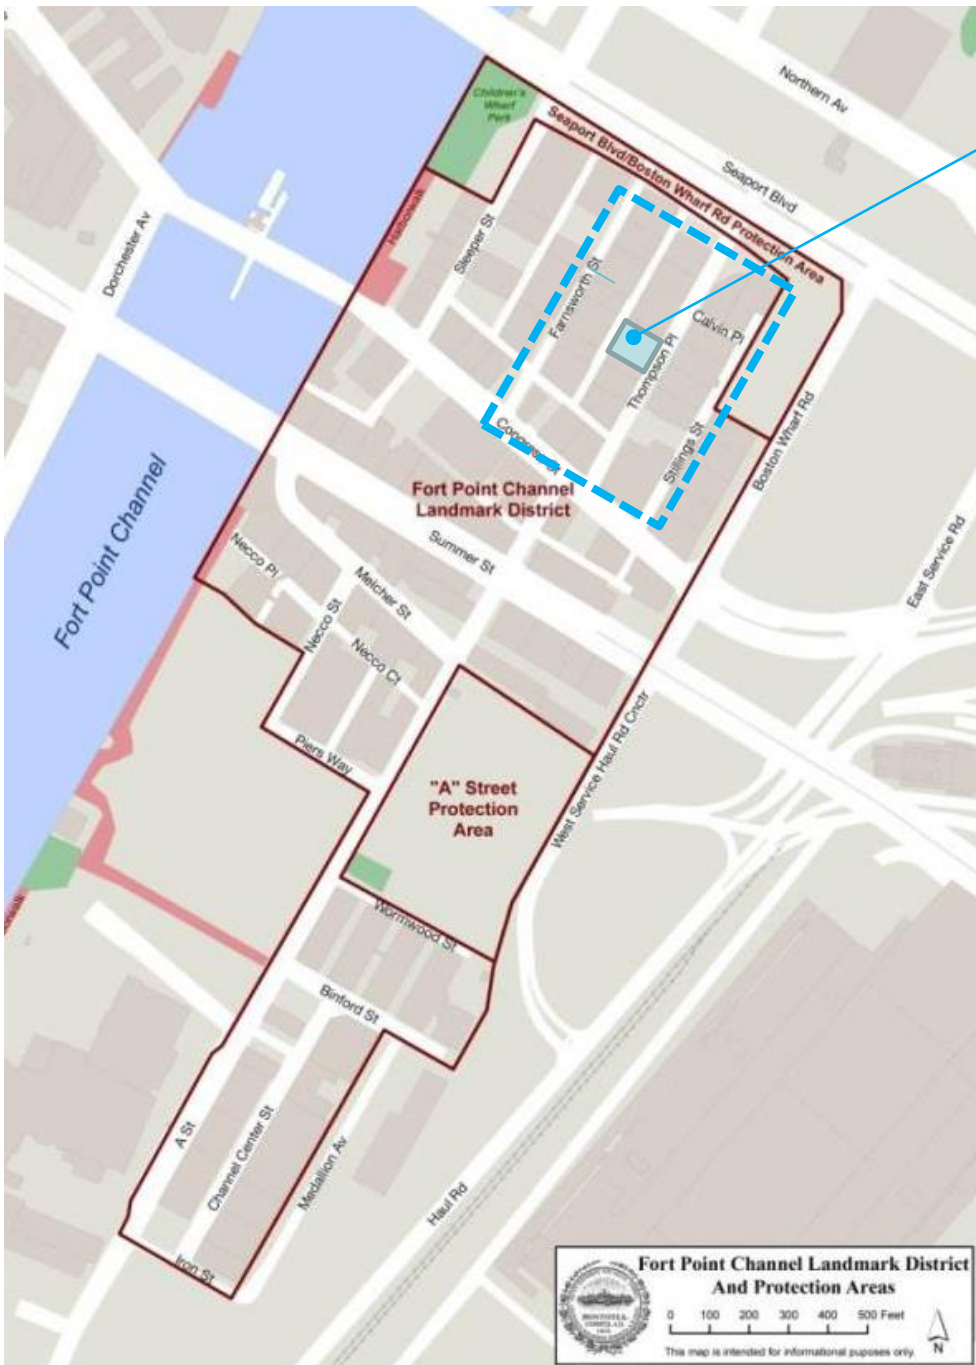 Northern Av
Children's
Wharf
Park
Seaport Blvd/Boston Wharf Rd Protection Area
Seaport Blvd
Dorchester Av
Harborwalk
Sleeper St
Farnsworth St
Calvin Pl
Thompson Pl
Congress St
Stillings St
Boston Wharf Rd
Fort Point Channel
Fort Point Channel
Landmark District
Summer St
East Service Rd
Necco Pl
Melcher St
Necco St
Necco Ct
Piers Way
West Service Haul Rd Cnctr
"A" Street
Protection
Area
Wormwood St
Binford St
A St
Channel Center St
Medallion Av
Haul Rd
Iron St
Fort Point Channel Landmark District
And Protection Areas
0 100 200 300 400 500 Feet
This map is intended for informational puposes only.
N